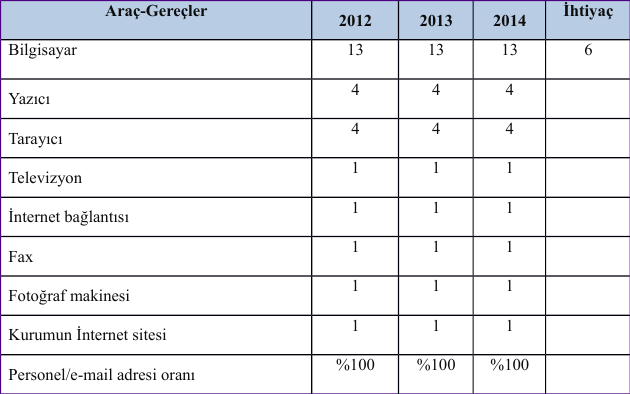 Araç-Gereçler 2012 2013 2014 İhtiyaç
Bilgisayar 13 13 13 6
Yazıcı 4 4 4
Tarayıcı 4 4 4
Televizyon 1 1 1
İnternet bağlantısı 1 1 1
Fax 1 1 1
Fotoğraf makinesi 1 1 1
Kurumun İnternet sitesi 1 1 1
Personel/e-mail adresi oranı %100 %100 %100